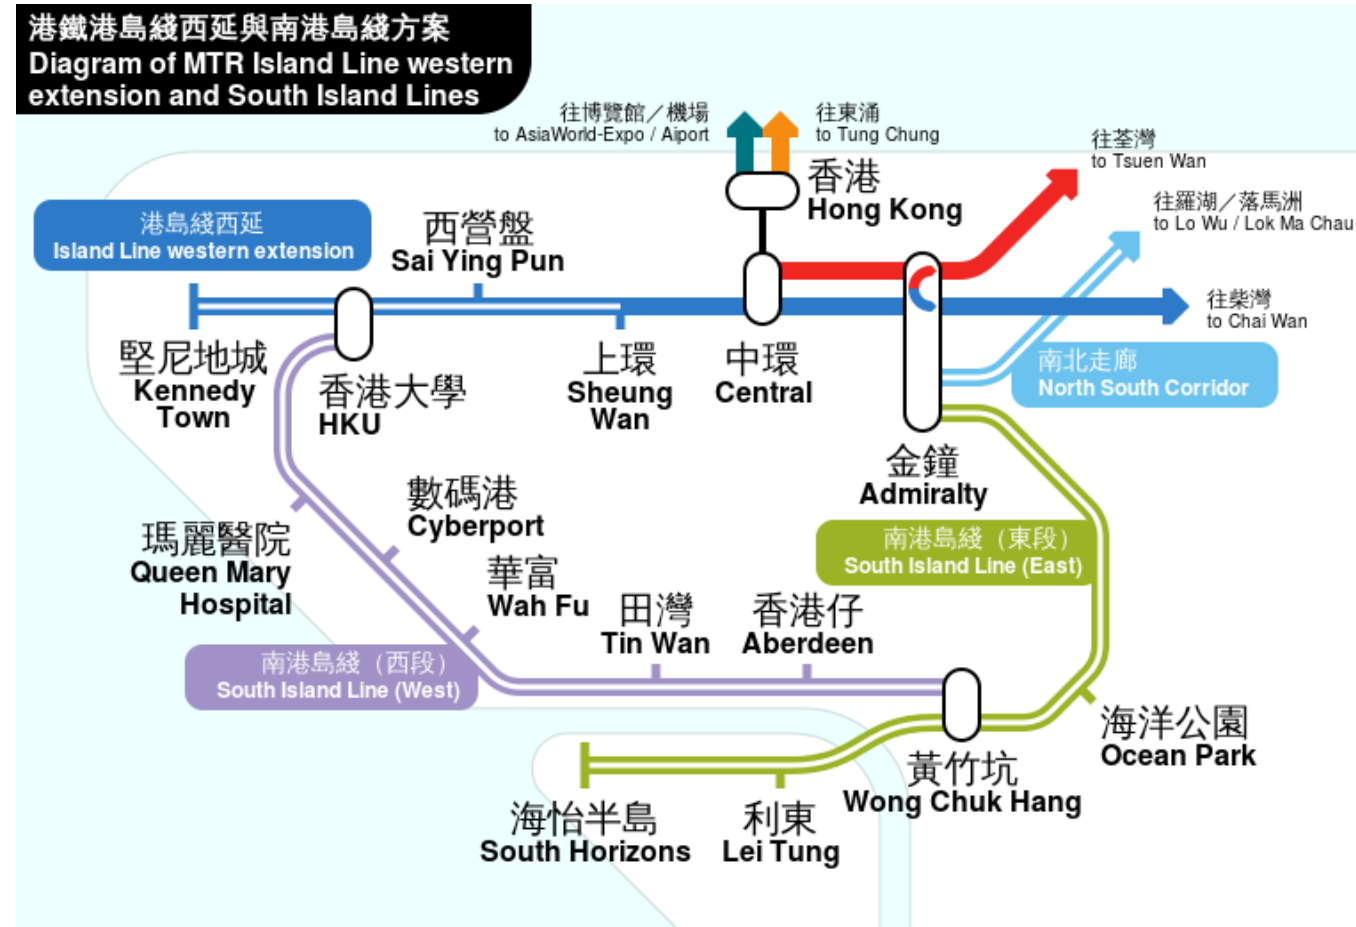 港鐵港島綫西延與南港島綫方案
Diagram of MTR Island Line western
extension and South Island Lines
往博覽館／機場
to AsiaWorld-Expo / Aiport
往東涌
to Tung Chung
往荃灣
to Tsuen Wan
香港
Hong Kong
往羅湖／落馬洲
to Lo Wu / Lok Ma Chau
港島綫西延
Island Line western extension
西營盤
Sai Ying Pun
往柴灣
to Chai Wan
堅尼地城
Kennedy
Town
香港大學
HKU
上環
Sheung
Wan
中環
Central
南北走廊
North South Corridor
金鐘
Admiralty
數碼港
Cyberport
瑪麗醫院
Queen Mary
Hospital
南港島綫（東段）
South Island Line (East)
華富
Wah Fu
田灣
Tin Wan
香港仔
Aberdeen
南港島綫（西段）
South Island Line (West)
海洋公園
Ocean Park
黃竹坑
Wong Chuk Hang
海怡半島
South Horizons
利東
Lei Tung